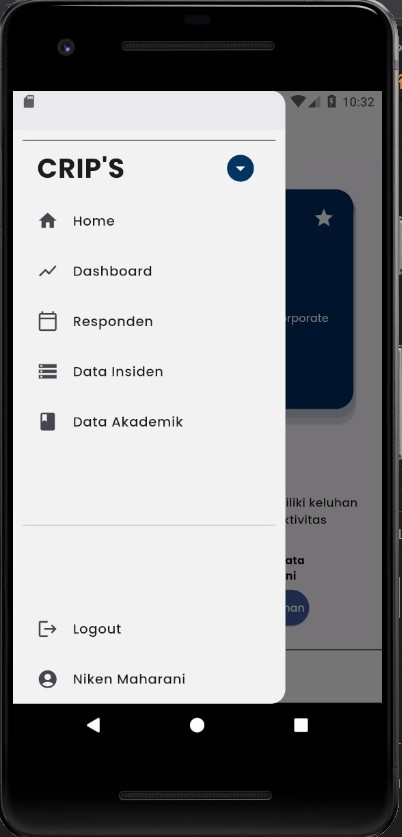 10:32
CRIP'S
Home
Dashboard
Responden
Data Insiden
Data Akademik
rporate
iliki keluhan
ktivitas
ata
ni
nan
Logout
Niken Maharani